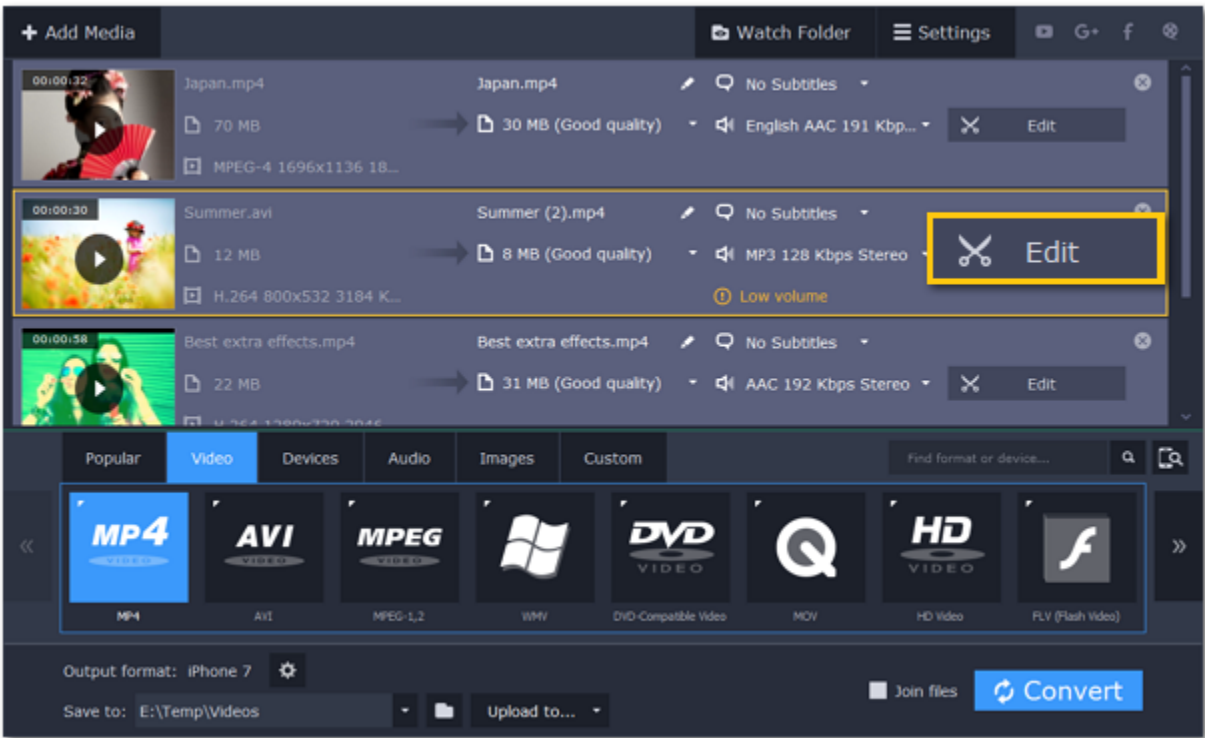 Add Media
Watch Folder
Settings
G+
f
00:00:32
Japan.mp4
Japan.mp4
No Subtitles
70 MB
30 MB (Good quality)
English AAC 191 Kbp...
Edit
MPEG-4 1696x1136 18...
00:00:30
Summer.avi
Summer (2).mp4
No Subtitles
12 MB
8 MB (Good quality)
MP3 128 Kbps Stereo
Edit
H.264 800x532 3184 K...
Low volume
00:00:58
Best extra effects.mp4
Best extra effects.mp4
No Subtitles
22 MB
31 MB (Good quality)
AAC 192 Kbps Stereo
Edit
Popular
Video
Devices
Audio
Images
Custom
Find format or device...
MP4
VIDEO
AVI
VIDEO
MPEG
VIDEO
DVD
VIDEO
HD
VIDEO
MP4
AVI
MPEG-1,2
WMV
DVD-Compatible Video
MOV
HD Video
FLV (Flash Video)
Output format: iPhone 7
Join files
Convert
Save to: E:\Temp\Videos
Upload to...